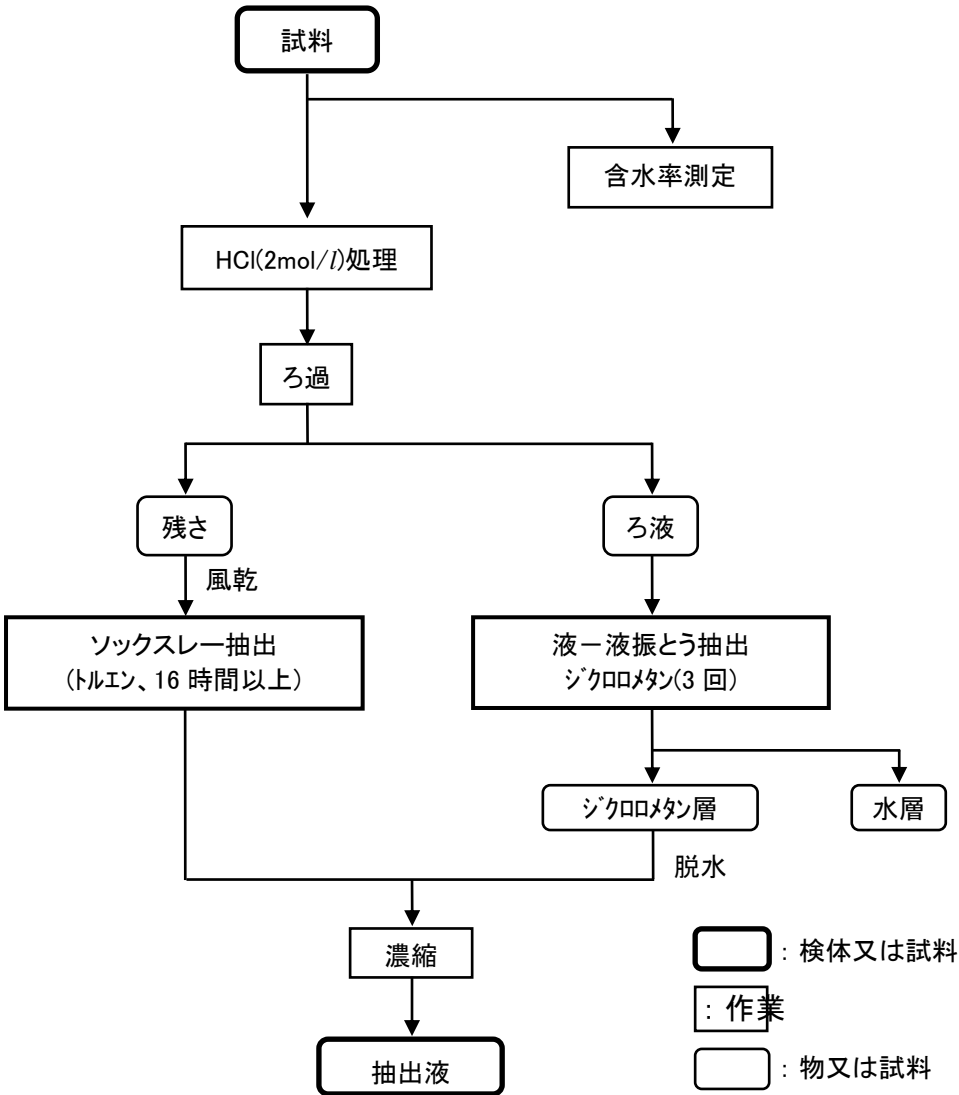 試料
含水率測定
HCl(2mol/l)処理
ろ過
残さ
ろ液
風乾
ソックスレー抽出
(トルエン、16 時間以上)
液－液振とう抽出
ジクロロメタン(3 回)
ジクロロメタン層
水層
脱水
濃縮
抽出液
: 検体又は試料
: 作業
: 物又は試料